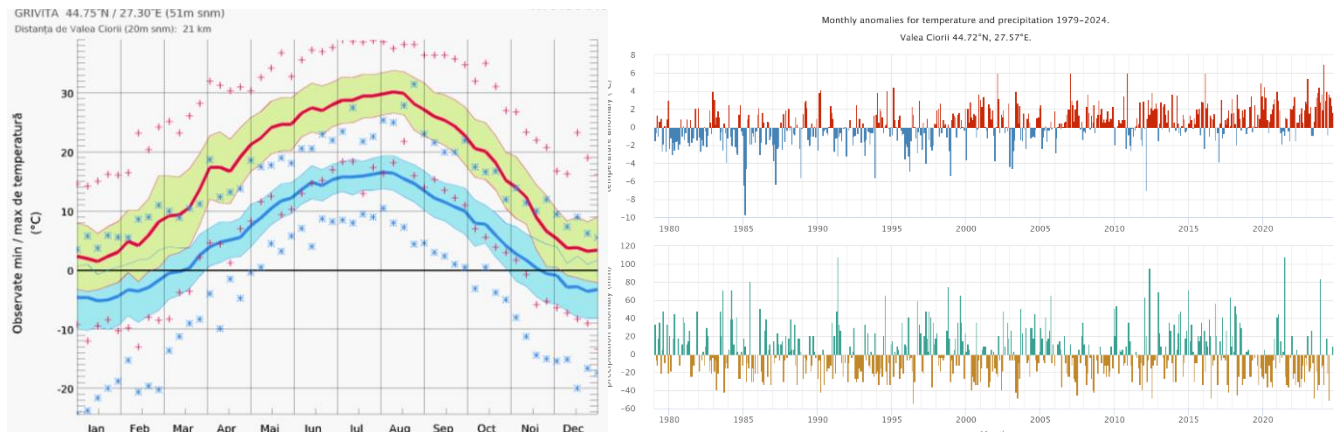 GRIVITA 44.75°N / 27.30°E (51m snm)
Distanța de Valea Ciorii (20m snm): 21 km
Observate min / max de temperatură
(°C)
30
20
10
0
-10
-20
Ian Feb Mar Apr Mai Iun Iul Aug Sep Oct Noi Dec
Monthly anomalies for temperature and precipitation 1979-2024.
Valea Ciorii 44.72°N, 27.57°E.
8
6
4
2
0
-2
-4
-6
-8
-10
1980 1985 1990 1995 2000 2005 2010 2015 2020
120
100
80
60
40
20
0
-20
-40
-60
1980 1985 1990 1995 2000 2005 2010 2015 2020